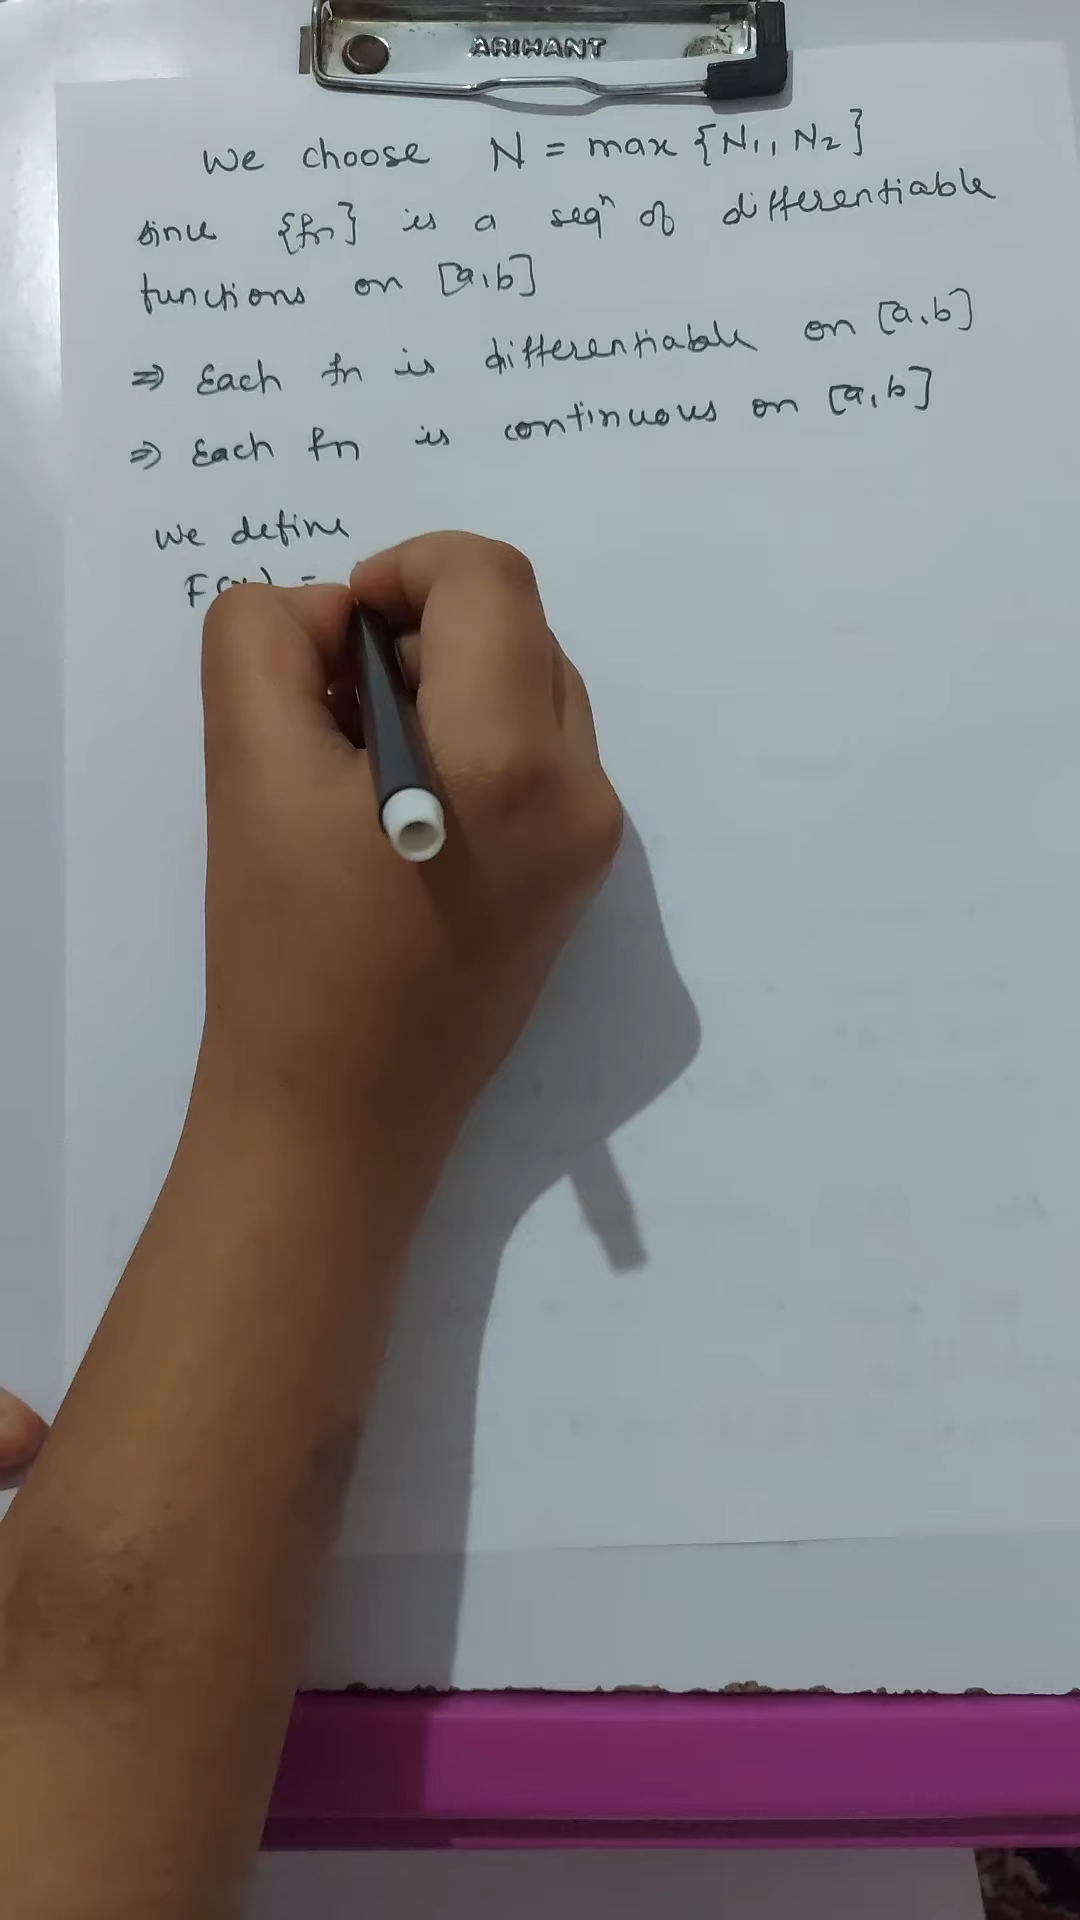 ARIHANT
We choose N = max {N1, N2}
since {fn} is a seqⁿ of differentiable
functions on [a,b]
⇒ Each fn is differentiable on [a,b]
⇒ Each fn is continuous on [a,b]
We define
F(x) =